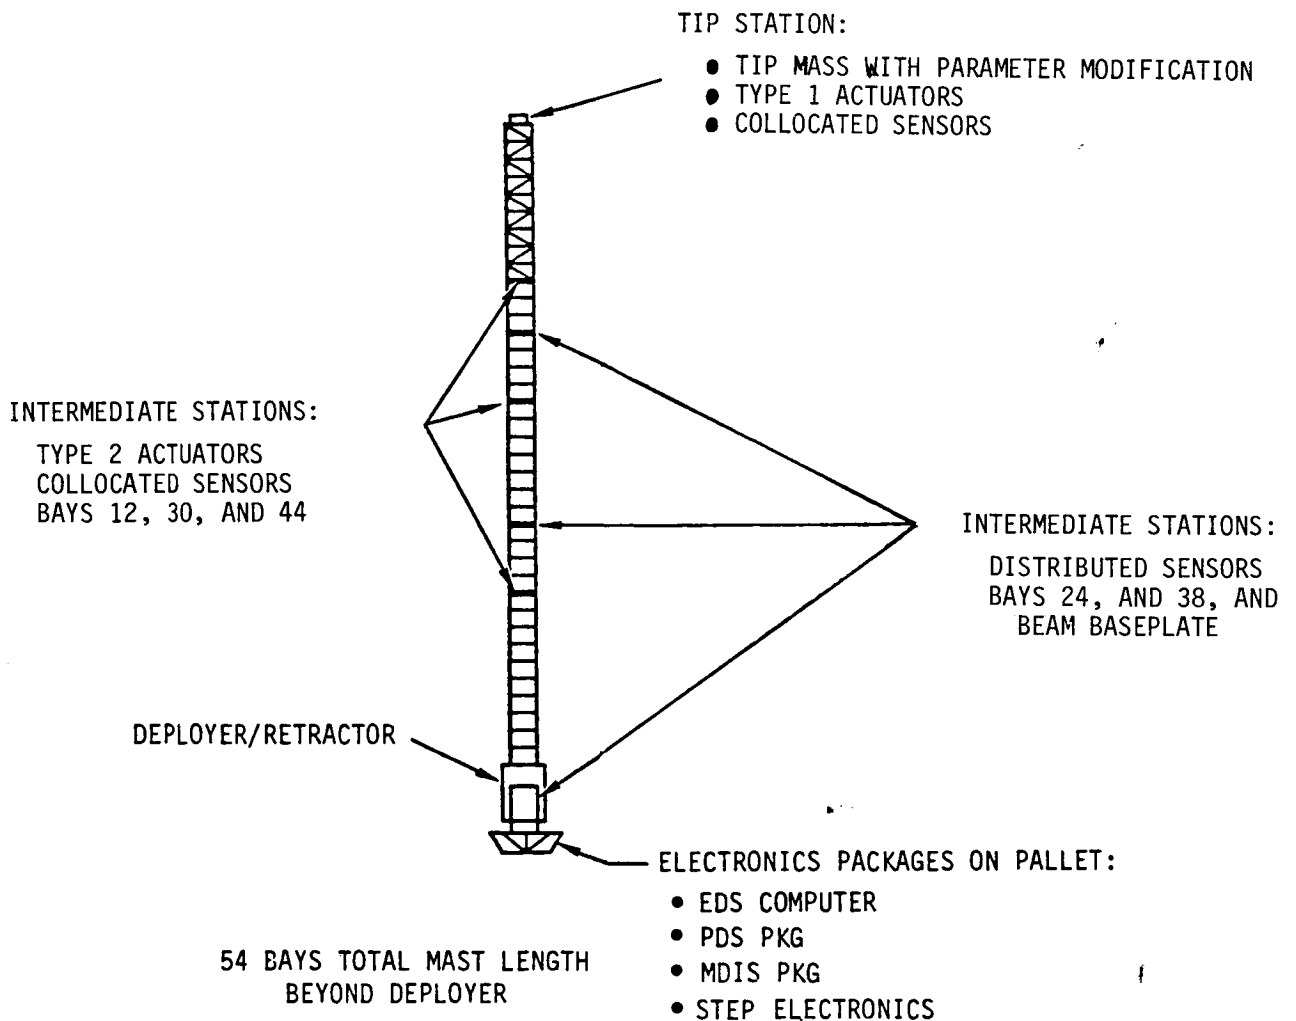 TIP STATION:
● TIP MASS WITH PARAMETER MODIFICATION
● TYPE 1 ACTUATORS
● COLLOCATED SENSORS
INTERMEDIATE STATIONS:
TYPE 2 ACTUATORS
COLLOCATED SENSORS
BAYS 12, 30, AND 44
INTERMEDIATE STATIONS:
DISTRIBUTED SENSORS
BAYS 24, AND 38, AND
BEAM BASEPLATE
DEPLOYER/RETRACTOR
ELECTRONICS PACKAGES ON PALLET:
● EDS COMPUTER
● PDS PKG
● MDIS PKG
● STEP ELECTRONICS
54 BAYS TOTAL MAST LENGTH
BEYOND DEPLOYER